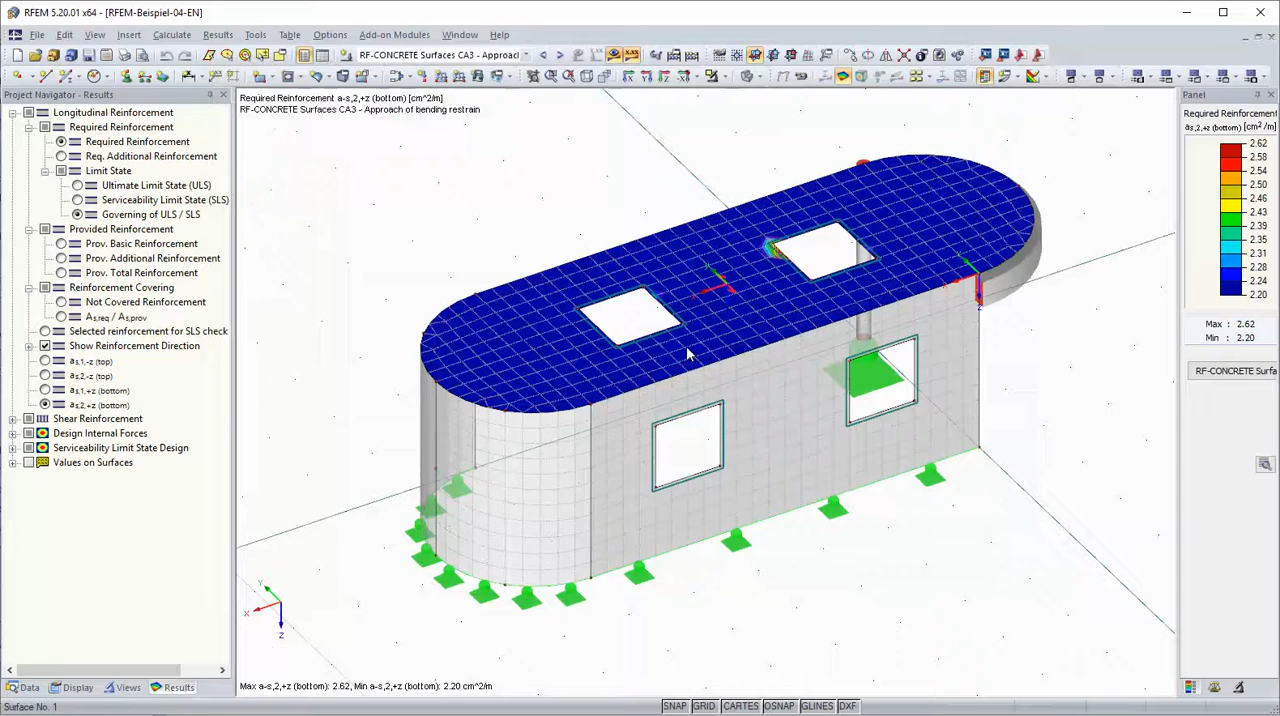 RFEM 5.20.01 x64 - [RFEM-Beispiel-04-EN]
File Edit View Insert Calculate Results Tools Table Options Add-on Modules Window Help
RF-CONCRETE Surfaces CA3 - Approach
Project Navigator - Results
Longitudinal Reinforcement
Required Reinforcement
Required Reinforcement
Req. Additional Reinforcement
Limit State
Ultimate Limit State (ULS)
Serviceability Limit State (SLS)
Governing of ULS / SLS
Provided Reinforcement
Prov. Basic Reinforcement
Prov. Additional Reinforcement
Prov. Total Reinforcement
Reinforcement Covering
Not Covered Reinforcement
As,req / As,prov
Selected reinforcement for SLS check
Show Reinforcement Direction
as,1,-z (top)
as,2,-z (top)
as,1,+z (bottom)
as,2,+z (bottom)
Shear Reinforcement
Design Internal Forces
Serviceability Limit State Design
Values on Surfaces
Data Display Views Results
Surface No. 1
Required Reinforcement a-s,2,+z (bottom) [cm^2/m]
RF-CONCRETE Surfaces CA3 - Approach of bending restrain
Z
Y
X
Z
Max a-s,2,+z (bottom): 2.62, Min a-s,2,+z (bottom): 2.20 cm^2/m
Panel
Required Reinforcement
as,2,+z (bottom) [cm²/m]
2.62
2.58
2.54
2.50
2.46
2.43
2.39
2.35
2.31
2.28
2.24
2.20
Max : 2.62
Min : 2.20
RF-CONCRETE Surfa
SNAP GRID CARTES OSNAP GLINES DXF